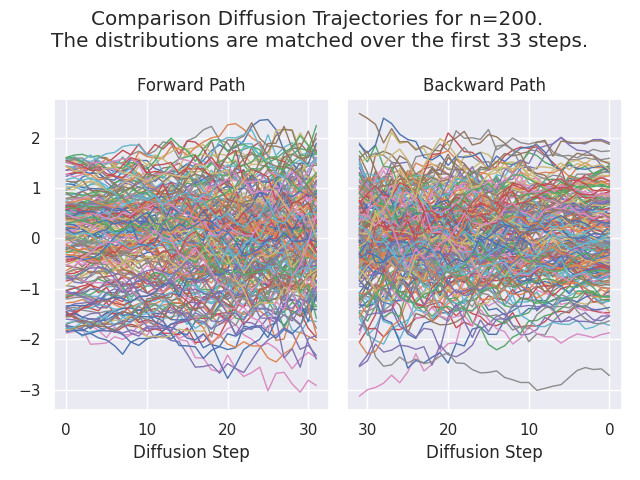 Comparison Diffusion Trajectories for n=200.
The distributions are matched over the first 33 steps.
Forward Path
Backward Path
2
1
0
−1
−2
−3
0 10 20 30
30 20 10 0
Diffusion Step
Diffusion Step